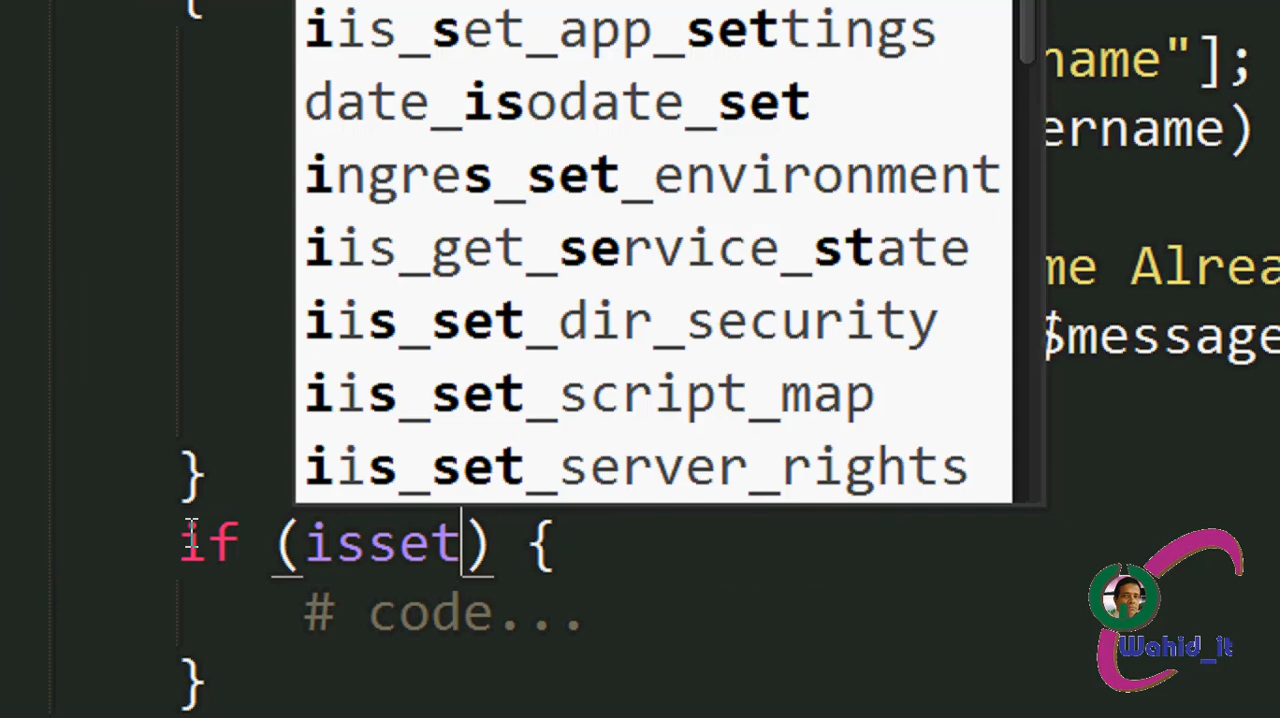 {
iis_set_app_settings
name"];
date_isodate_set
ername)
ingres_set_environment
iis_get_service_state
me Alrea
iis_set_dir_security
$message
iis_set_script_map
iis_set_server_rights
}
if (isset) {
# code...
}
Wahid_it